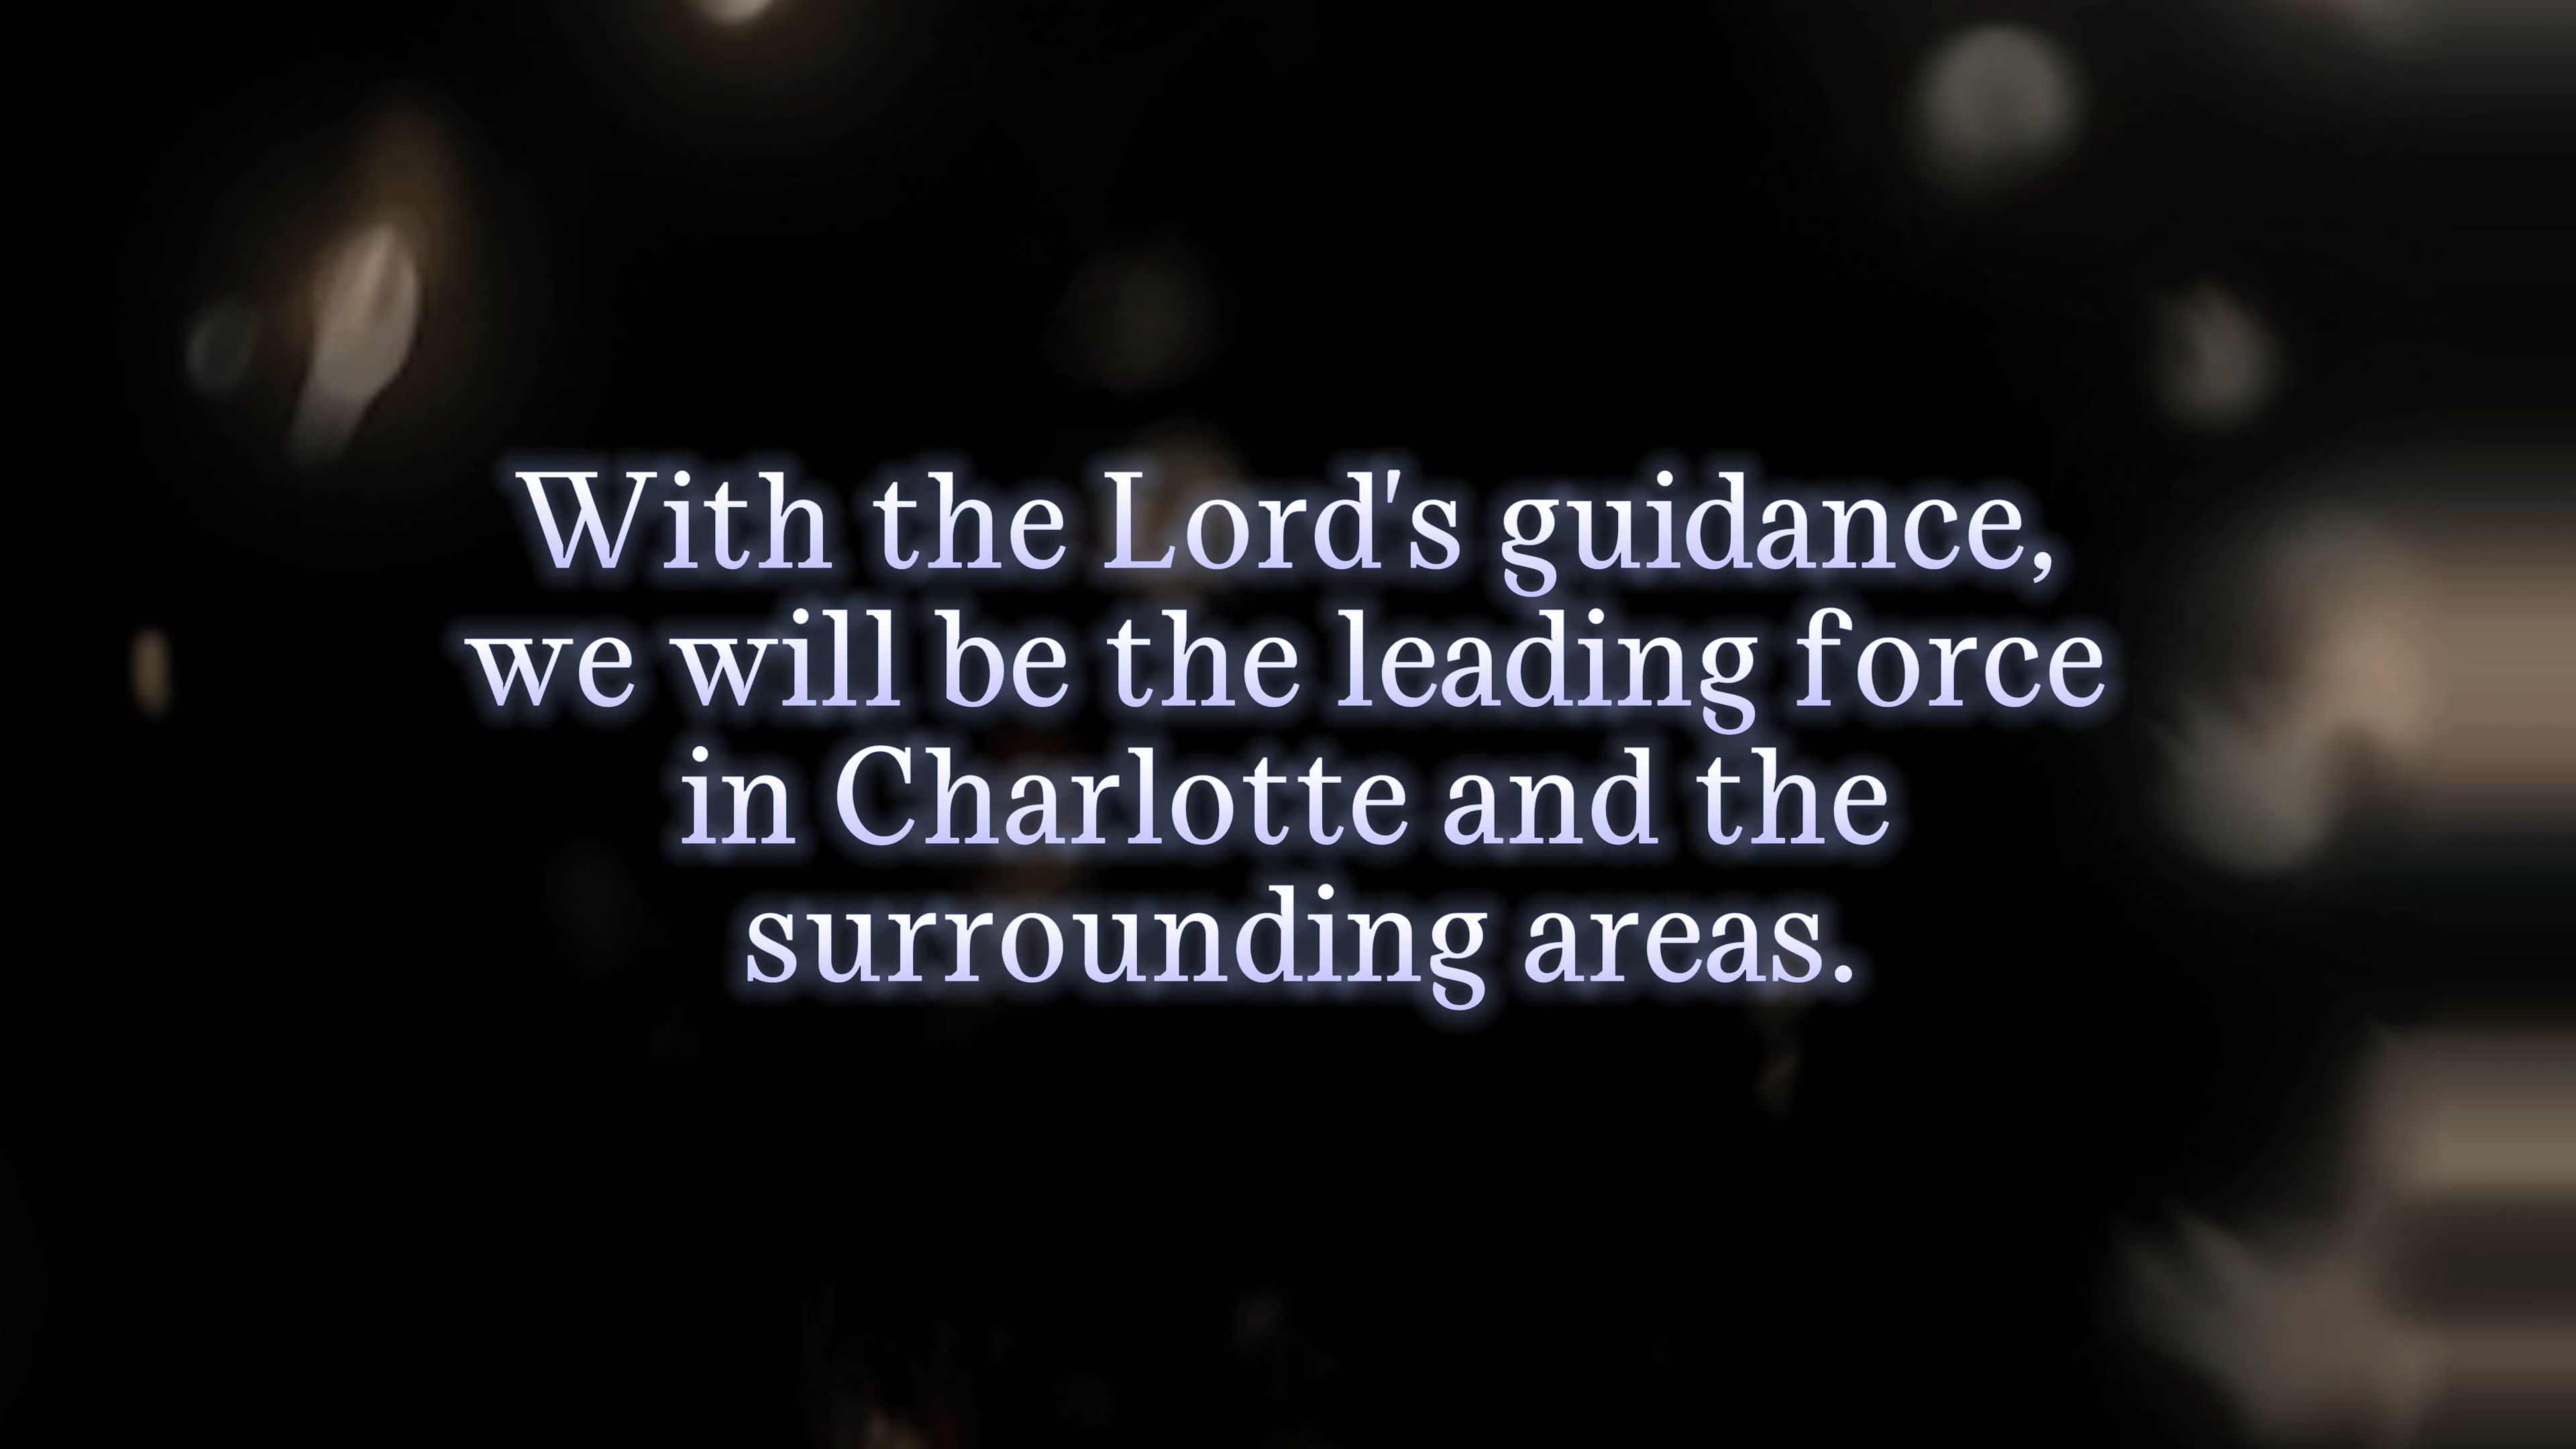 With the Lord's guidance,
we will be the leading force
in Charlotte and the
surrounding areas.